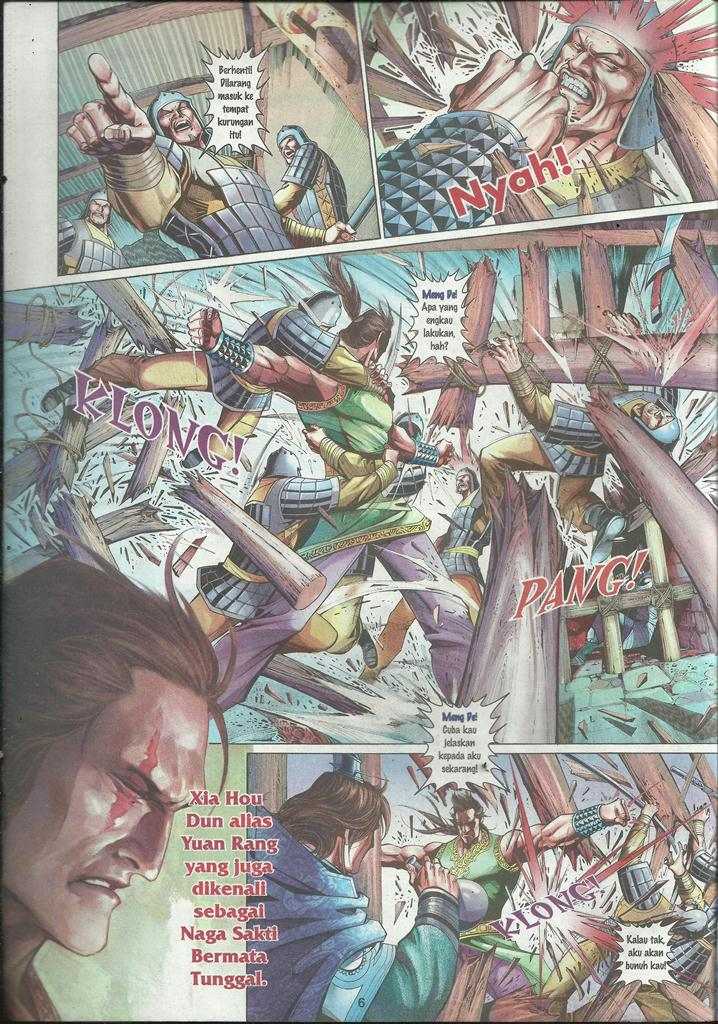 Berhenti!
Dilarang
masuk ke
tempat
kurungan
itu!
Nyah!
Meng De!
Apa yang
engkau
lakukan,
hah?
KLONG!
PANG!
Meng De!
Cuba kau
jelaskan
kepada aku
sekarang!
Xia Hou
Dun alias
Yuan Rang
yang juga
dikenali
sebagai
Naga Sakti
Bermata
Tunggal.
KLONG!
Kalau tak,
aku akan
bunuh kau!
6